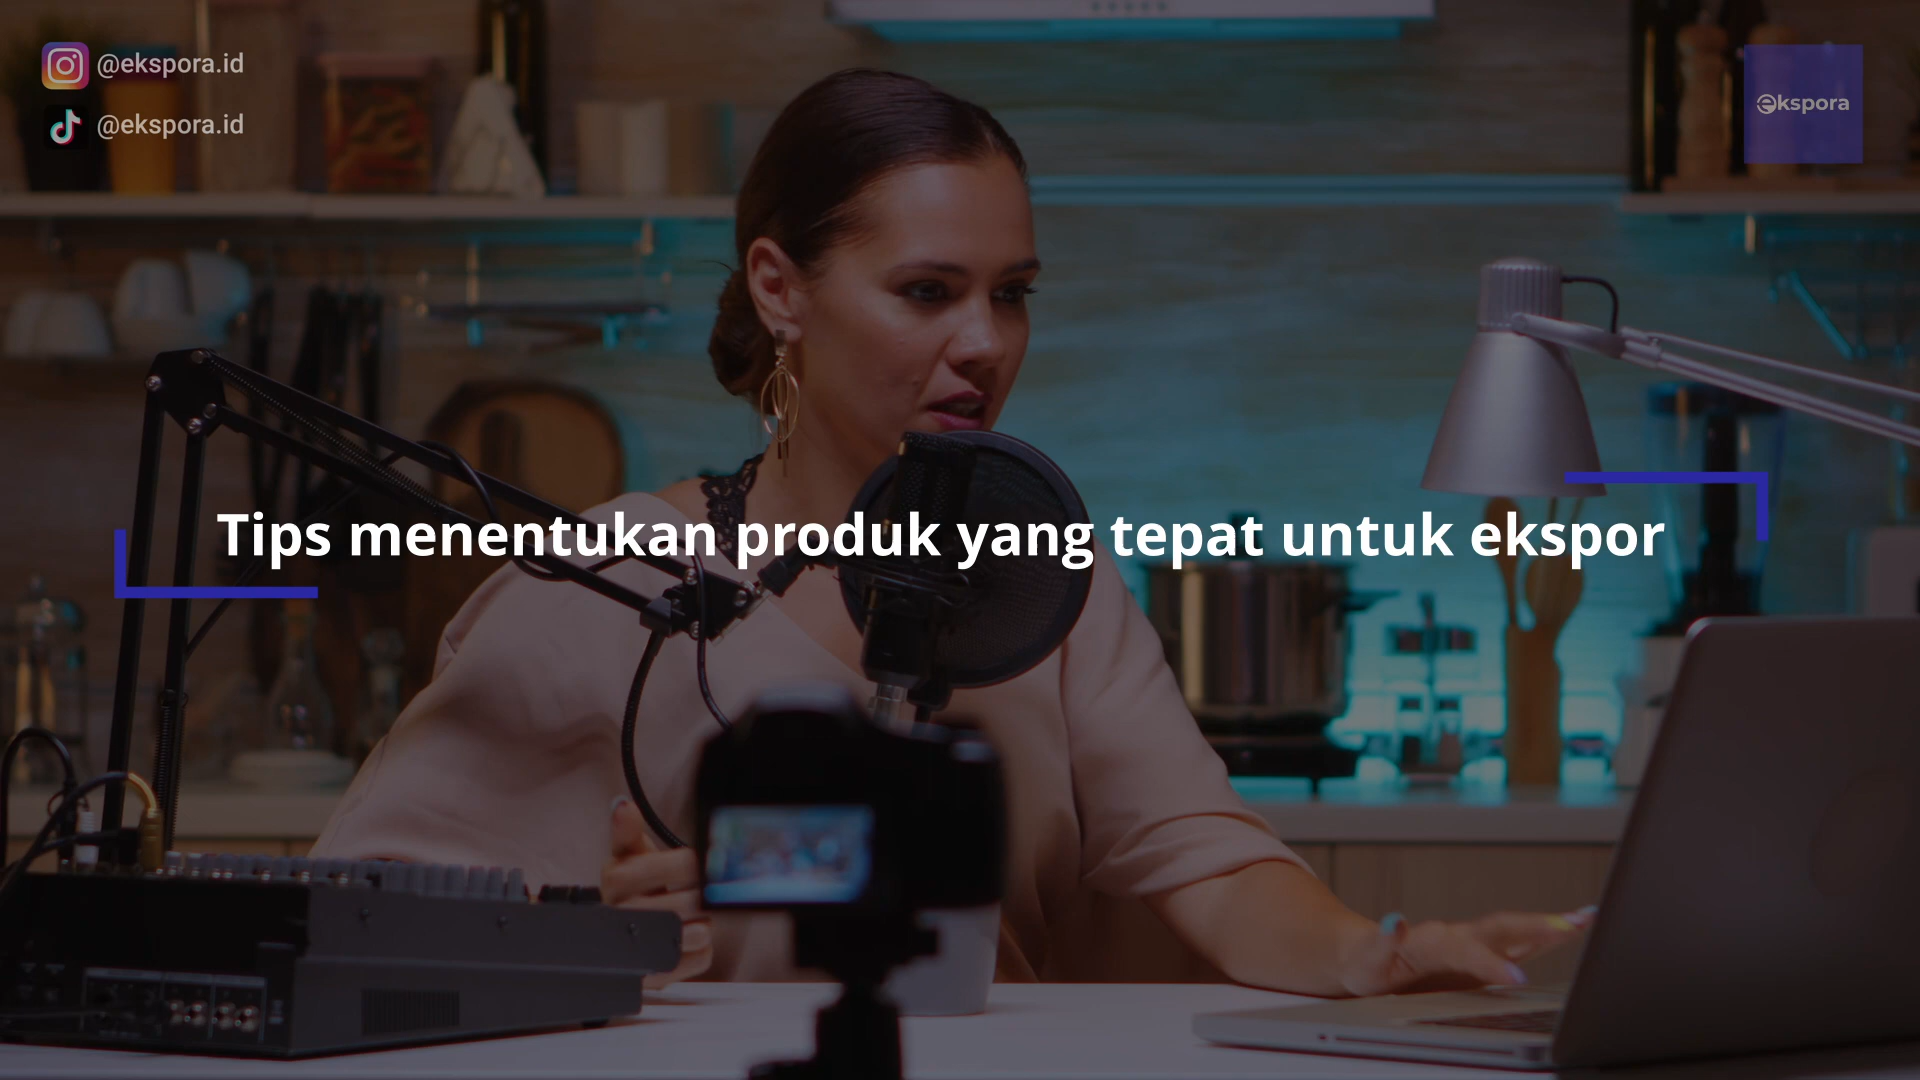 @ekspora.id
@ekspora.id
ekspora
Tips menentukan produk yang tepat untuk ekspor